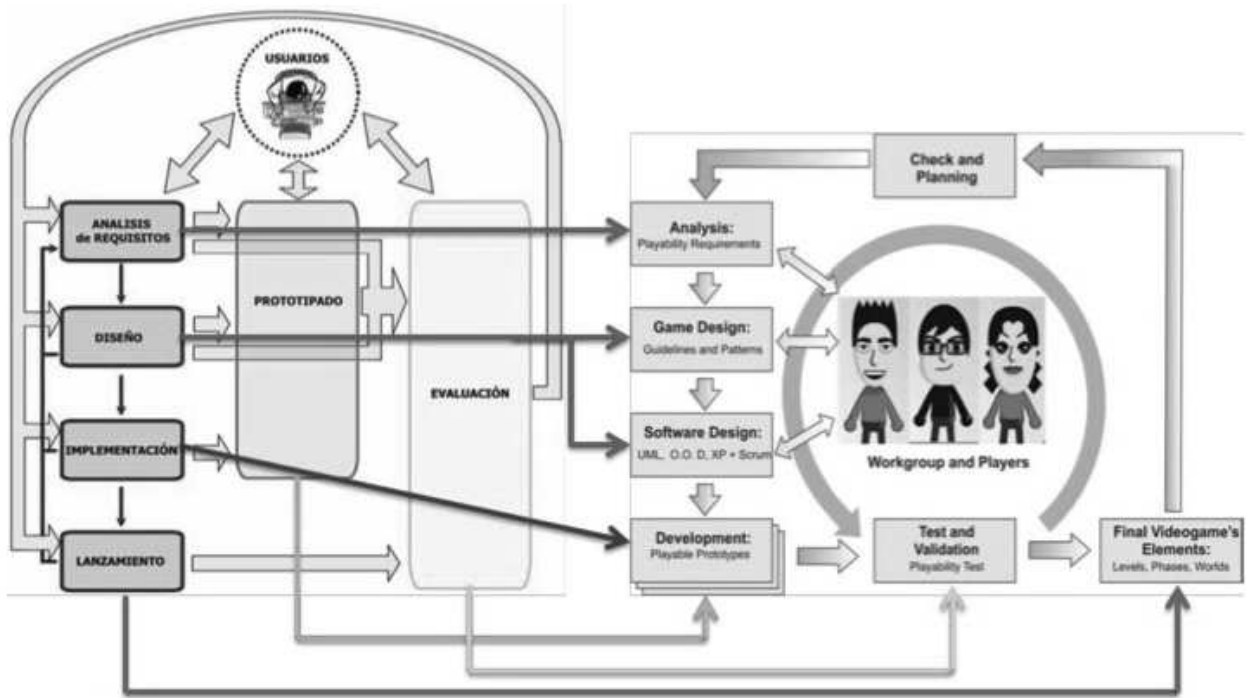 USUARIOS
ANALISIS
de REQUISITOS
PROTOTIPADO
DISEÑO
EVALUACIÓN
IMPLEMENTACIÓN
LANZAMIENTO
Check and
Planning
Analysis:
Playability Requirements
Game Design:
Guidelines and Patterns
Software Design:
UML, O.O. D, XP + Scrum
Workgroup and Players
Development:
Playable Prototypes
Test and
Validation
Playability Test
Final Videogame's
Elements:
Levels, Phases, Worlds